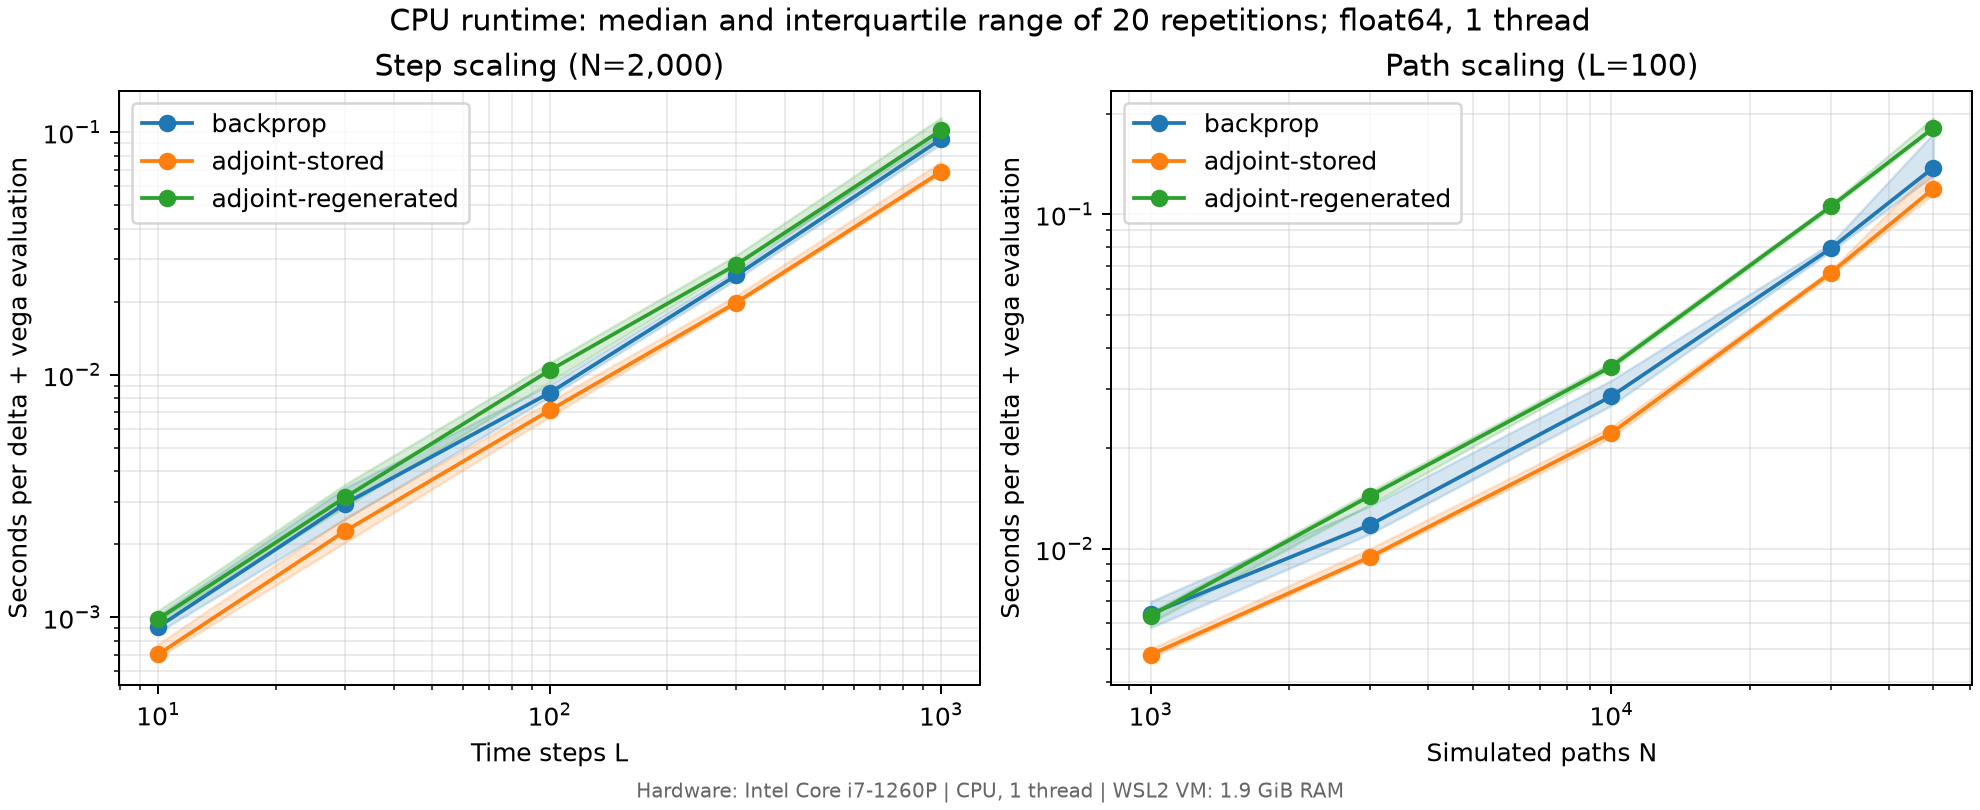 CPU runtime: median and interquartile range of 20 repetitions; float64, 1 thread
Step scaling (N=2,000)
Seconds per delta + vega evaluation
10⁻¹
10⁻²
10⁻³
backprop
adjoint-stored
adjoint-regenerated
10¹
10²
10³
Time steps L
Path scaling (L=100)
Seconds per delta + vega evaluation
10⁻¹
10⁻²
backprop
adjoint-stored
adjoint-regenerated
10³
10⁴
Simulated paths N
Hardware: Intel Core i7-1260P | CPU, 1 thread | WSL2 VM: 1.9 GiB RAM